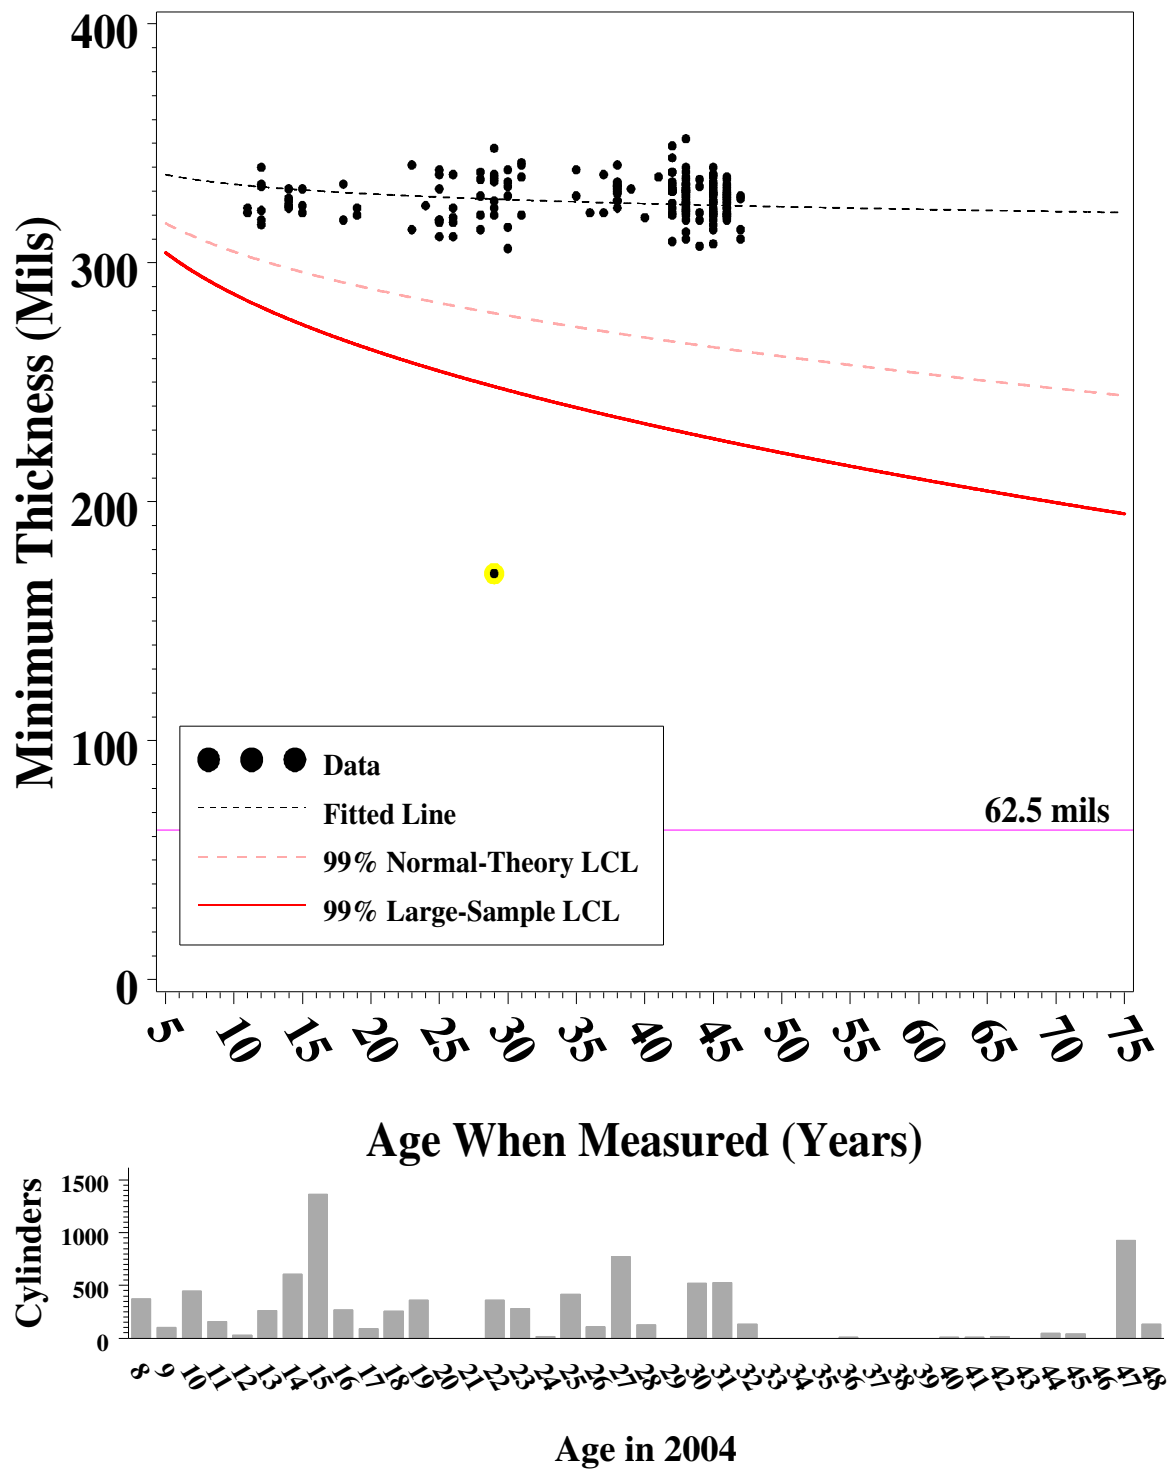 Minimum Thickness (Mils)
400
300
200
100
0
62.5 mils
Data
Fitted Line
99% Normal-Theory LCL
99% Large-Sample LCL
5 10 15 20 25 30 35 40 45 50 55 60 65 70 75
Age When Measured (Years)
Cylinders
1500
1000
500
0
8 9 10 11 12 13 14 15 16 17 18 19 20 21 22 23 24 25 26 27 28 29 30 31 32 33 34 35 36 37 38 39 40 41 42 43 44 45 46 47 48
Age in 2004